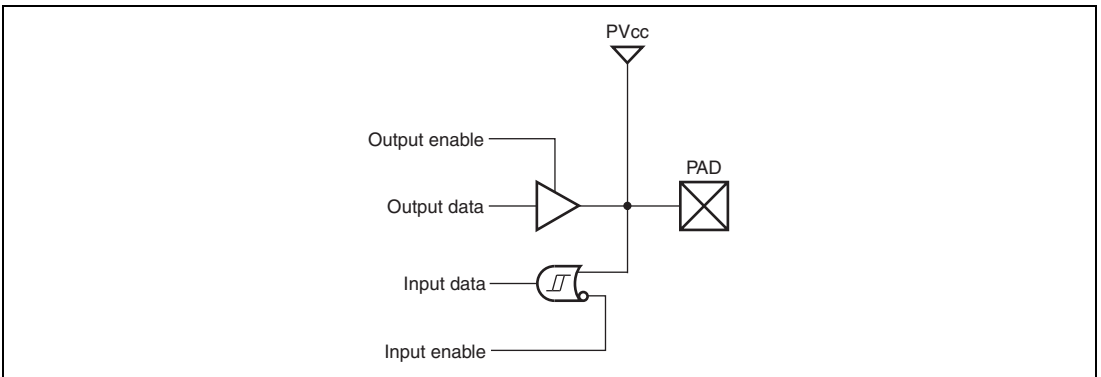 PVcc
Output enable
PAD
Output data
Input data
Input enable